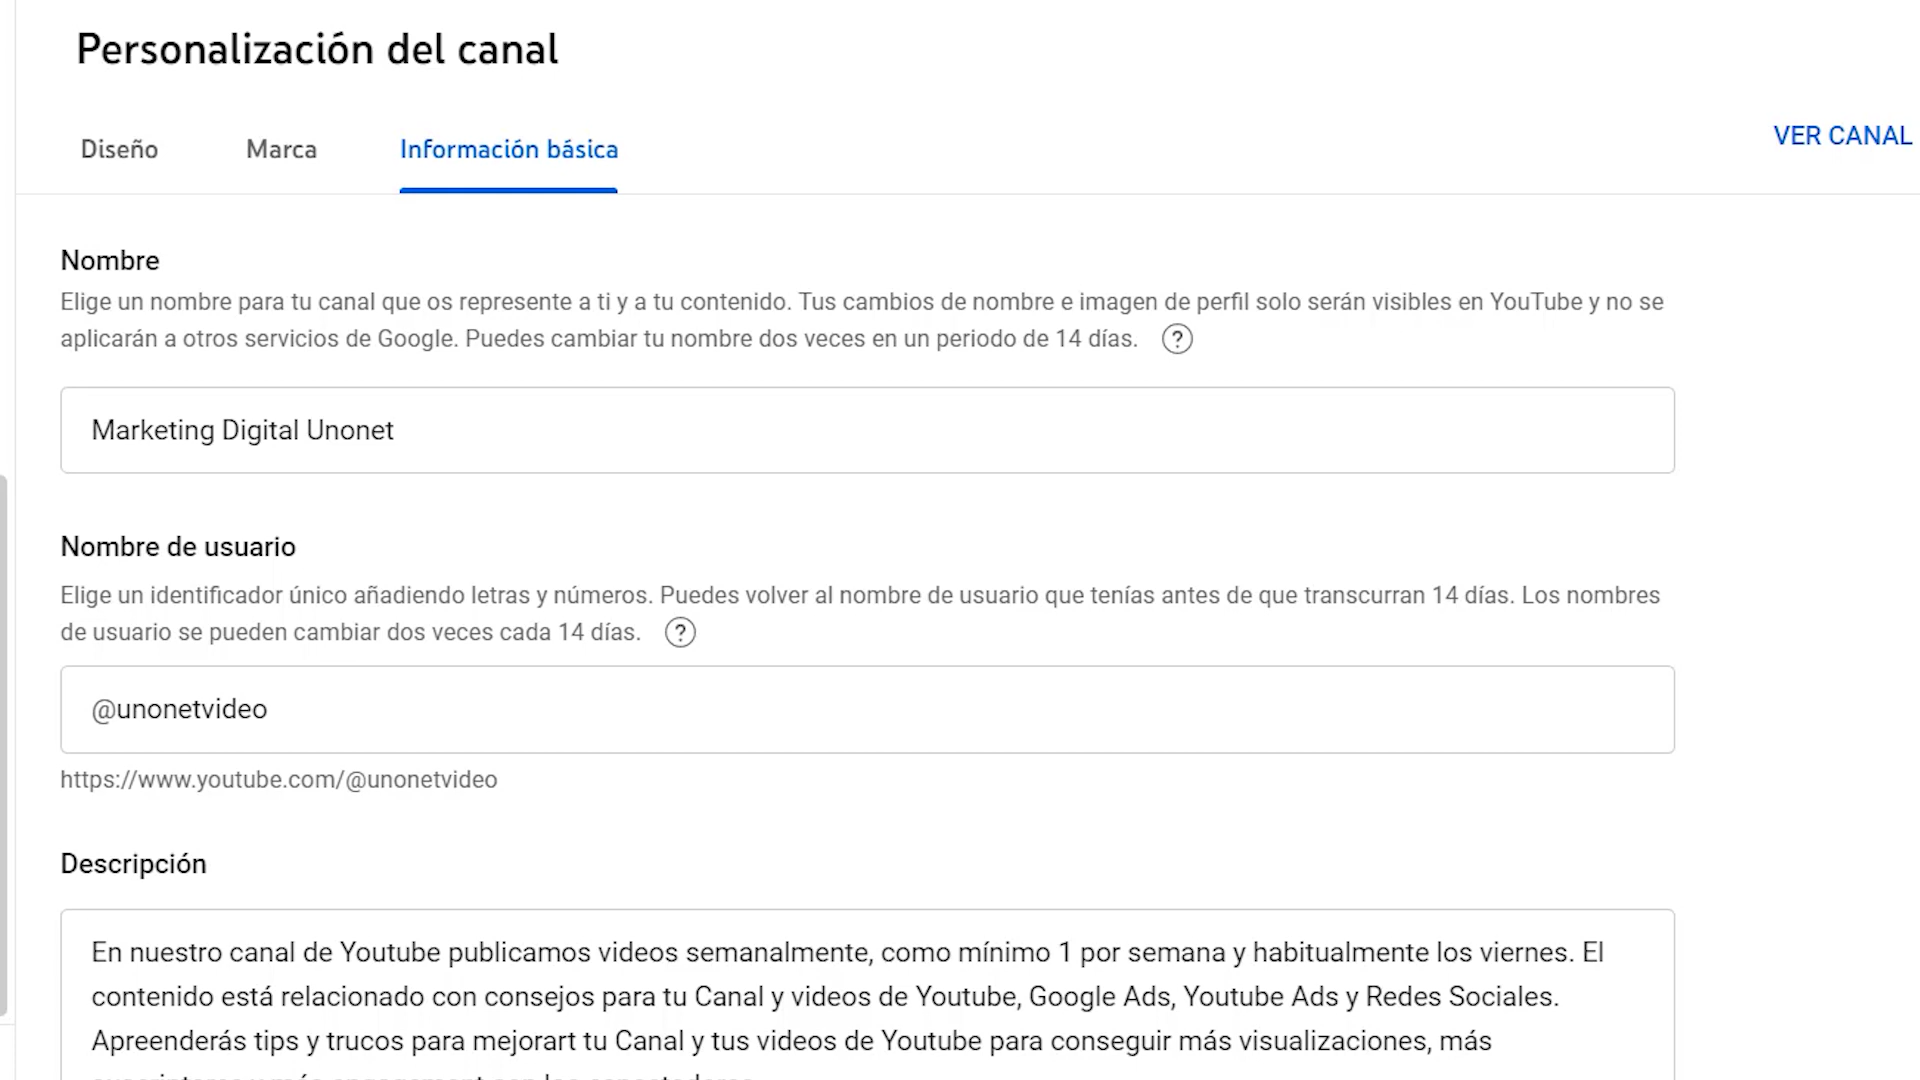 Personalización del canal
Diseño Marca Información básica
VER CANAL
Nombre
Elige un nombre para tu canal que os represente a ti y a tu contenido. Tus cambios de nombre e imagen de perfil solo serán visibles en YouTube y no se
aplicarán a otros servicios de Google. Puedes cambiar tu nombre dos veces en un periodo de 14 días. ?
Marketing Digital Unonet
Nombre de usuario
Elige un identificador único añadiendo letras y números. Puedes volver al nombre de usuario que tenías antes de que transcurran 14 días. Los nombres
de usuario se pueden cambiar dos veces cada 14 días. ?
@unonetvideo
https://www.youtube.com/@unonetvideo
Descripción
En nuestro canal de Youtube publicamos videos semanalmente, como mínimo 1 por semana y habitualmente los viernes. El
contenido está relacionado con consejos para tu Canal y videos de Youtube, Google Ads, Youtube Ads y Redes Sociales.
Apreenderás tips y trucos para mejorart tu Canal y tus videos de Youtube para conseguir más visualizaciones, más